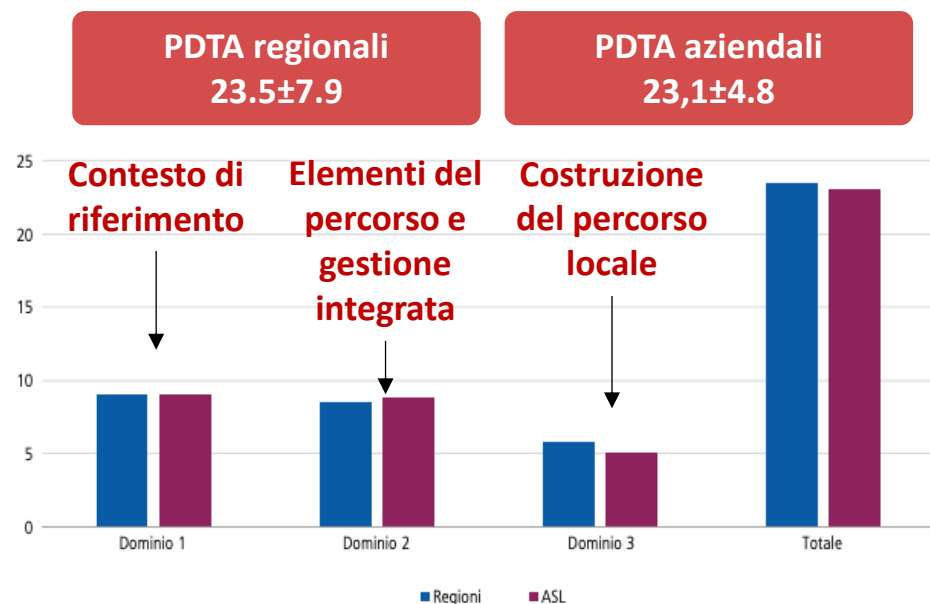 PDTA regionali
23.5±7.9
PDTA aziendali
23,1±4.8
Contesto di
riferimento
Elementi del
percorso e
gestione
integrata
Costruzione
del percorso
locale
25
20
15
10
5
0
Dominio 1
Dominio 2
Dominio 3
Totale
Regioni
ASL